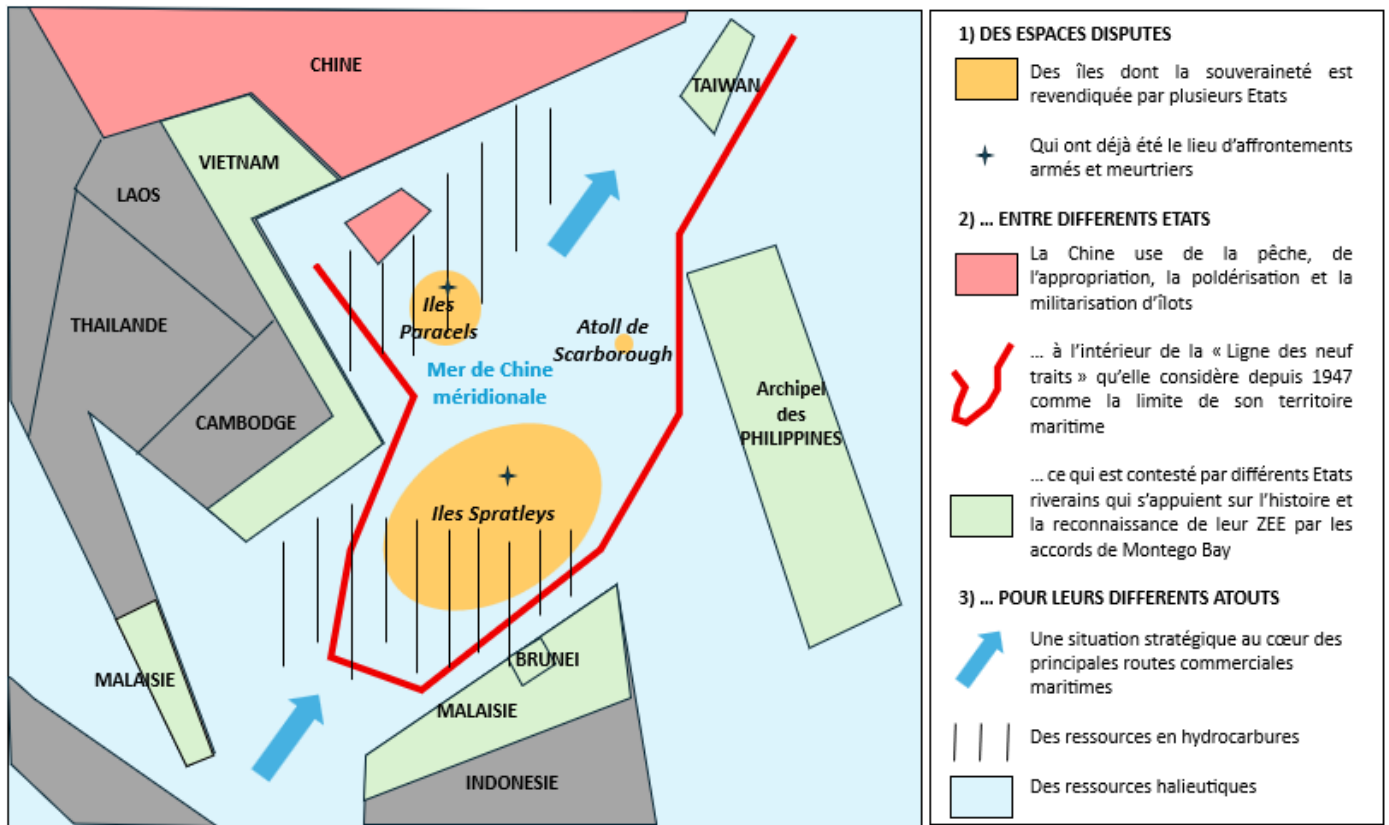 CHINE
TAIWAN
VIETNAM
LAOS
THAILANDE
Iles
Paracels
Atoll de
Scarborough
Mer de Chine
méridionale
CAMBODGE
Archipel
des
PHILIPPINES
Iles Spratleys
BRUNEI
MALAISIE
MALAISIE
INDONESIE
1) DES ESPACES DISPUTES
Des îles dont la souveraineté est
revendiquée par plusieurs Etats
Qui ont déjà été le lieu d'affrontements
armés et meurtriers
2) ... ENTRE DIFFERENTS ETATS
La Chine use de la pêche, de
l'appropriation, la poldérisation et la
militarisation d'îlots
... à l'intérieur de la « Ligne des neuf
traits » qu'elle considère depuis 1947
comme la limite de son territoire
maritime
... ce qui est contesté par différents Etats
riverains qui s'appuient sur l'histoire et
la reconnaissance de leur ZEE par les
accords de Montego Bay
3) ... POUR LEURS DIFFERENTS ATOUTS
Une situation stratégique au cœur des
principales routes commerciales
maritimes
Des ressources en hydrocarbures
Des ressources halieutiques